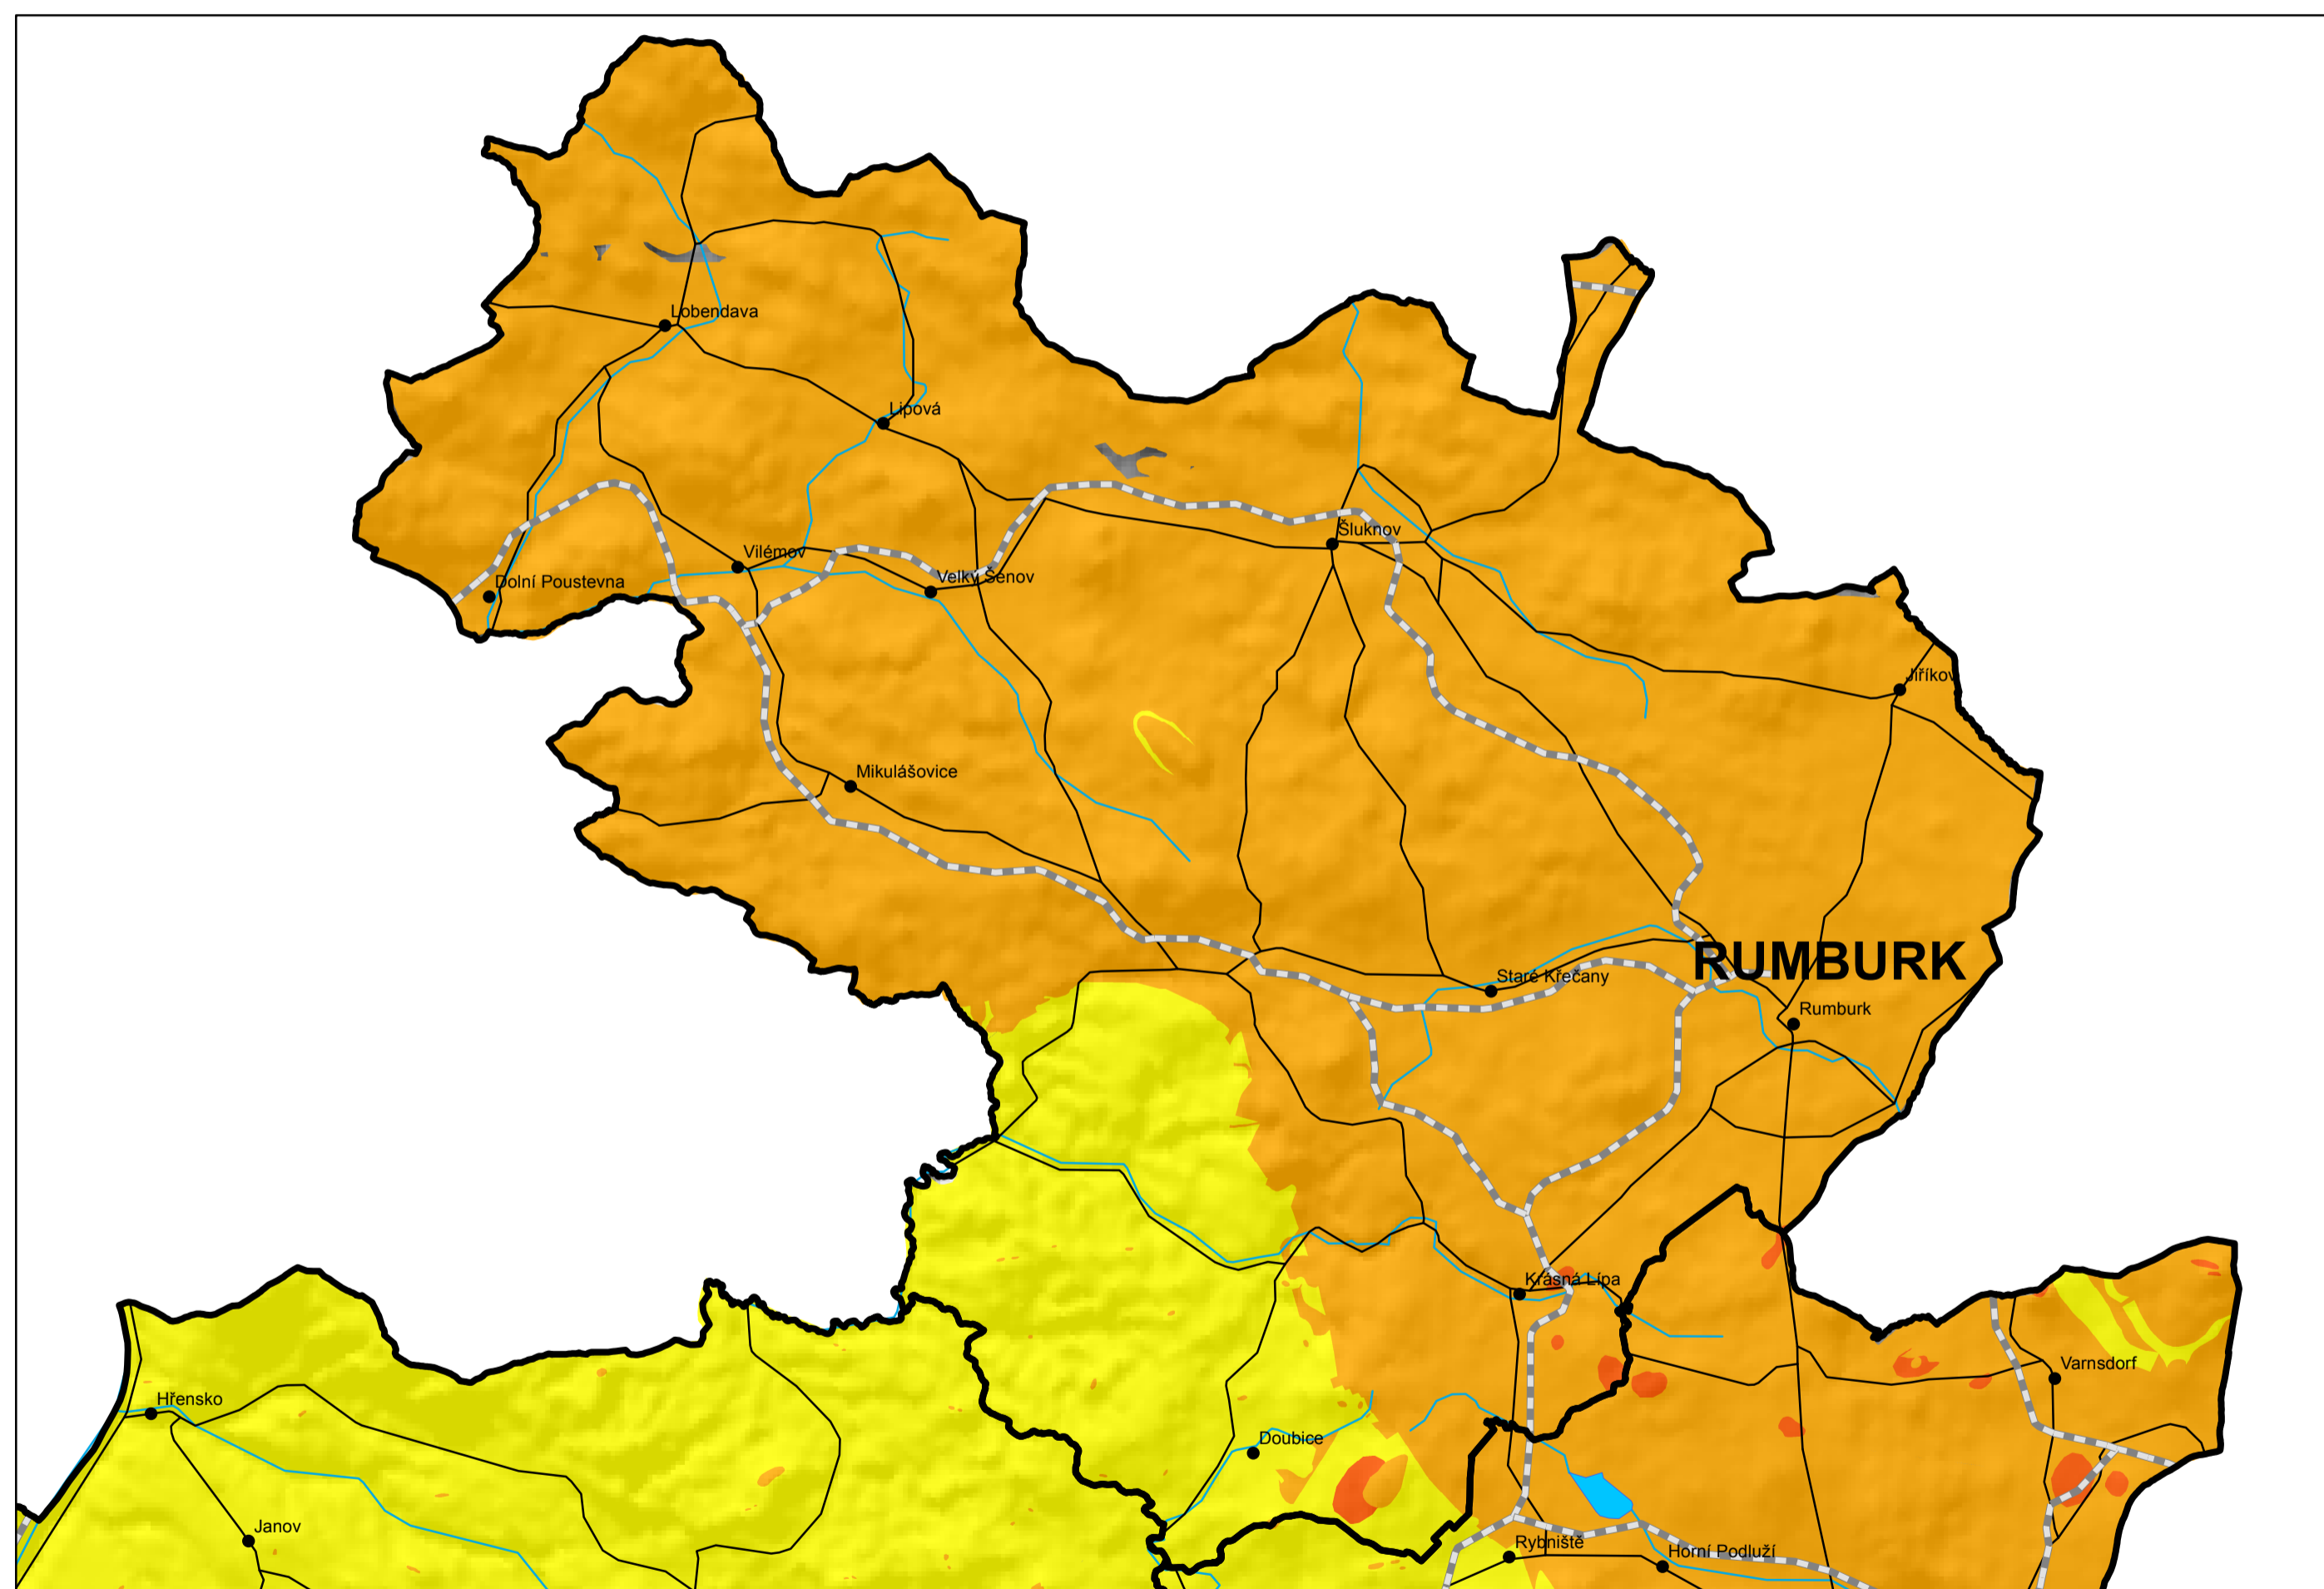 Lobendava
Lipová
Šluknov
Vilémov
Velký Šenov
Dolní Poustevna
Jiříkov
Mikulášovice
RUMBURK
Staré Křečany
Rumburk
Krásná Lípa
Varnsdorf
Hřensko
Doubice
Janov
Rybniště
Horní Podluží